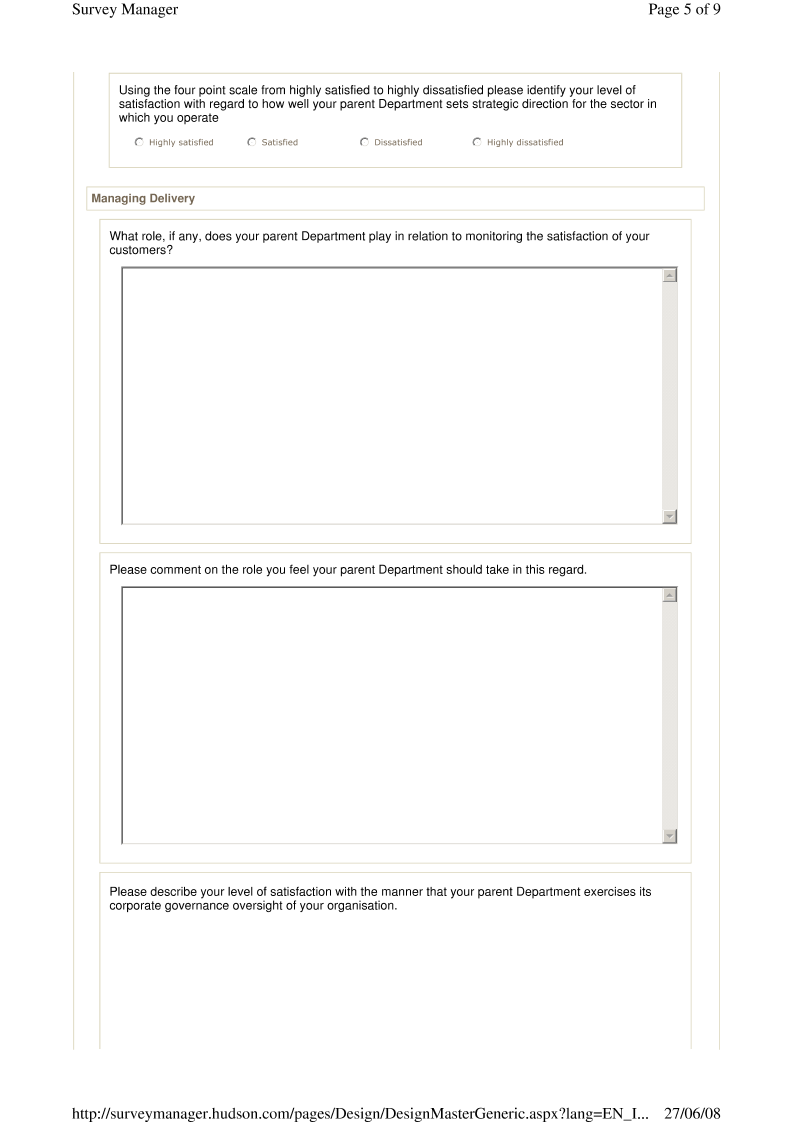 Survey Manager
Page 5 of 9
Using the four point scale from highly satisfied to highly dissatisfied please identify your level of
satisfaction with regard to how well your parent Department sets strategic direction for the sector in
which you operate
Highly satisfied Satisfied Dissatisfied Highly dissatisfied
Managing Delivery
What role, if any, does your parent Department play in relation to monitoring the satisfaction of your
customers?
Please comment on the role you feel your parent Department should take in this regard.
Please describe your level of satisfaction with the manner that your parent Department exercises its
corporate governance oversight of your organisation.
http://surveymanager.hudson.com/pages/Design/DesignMasterGeneric.aspx?lang=EN_I... 27/06/08